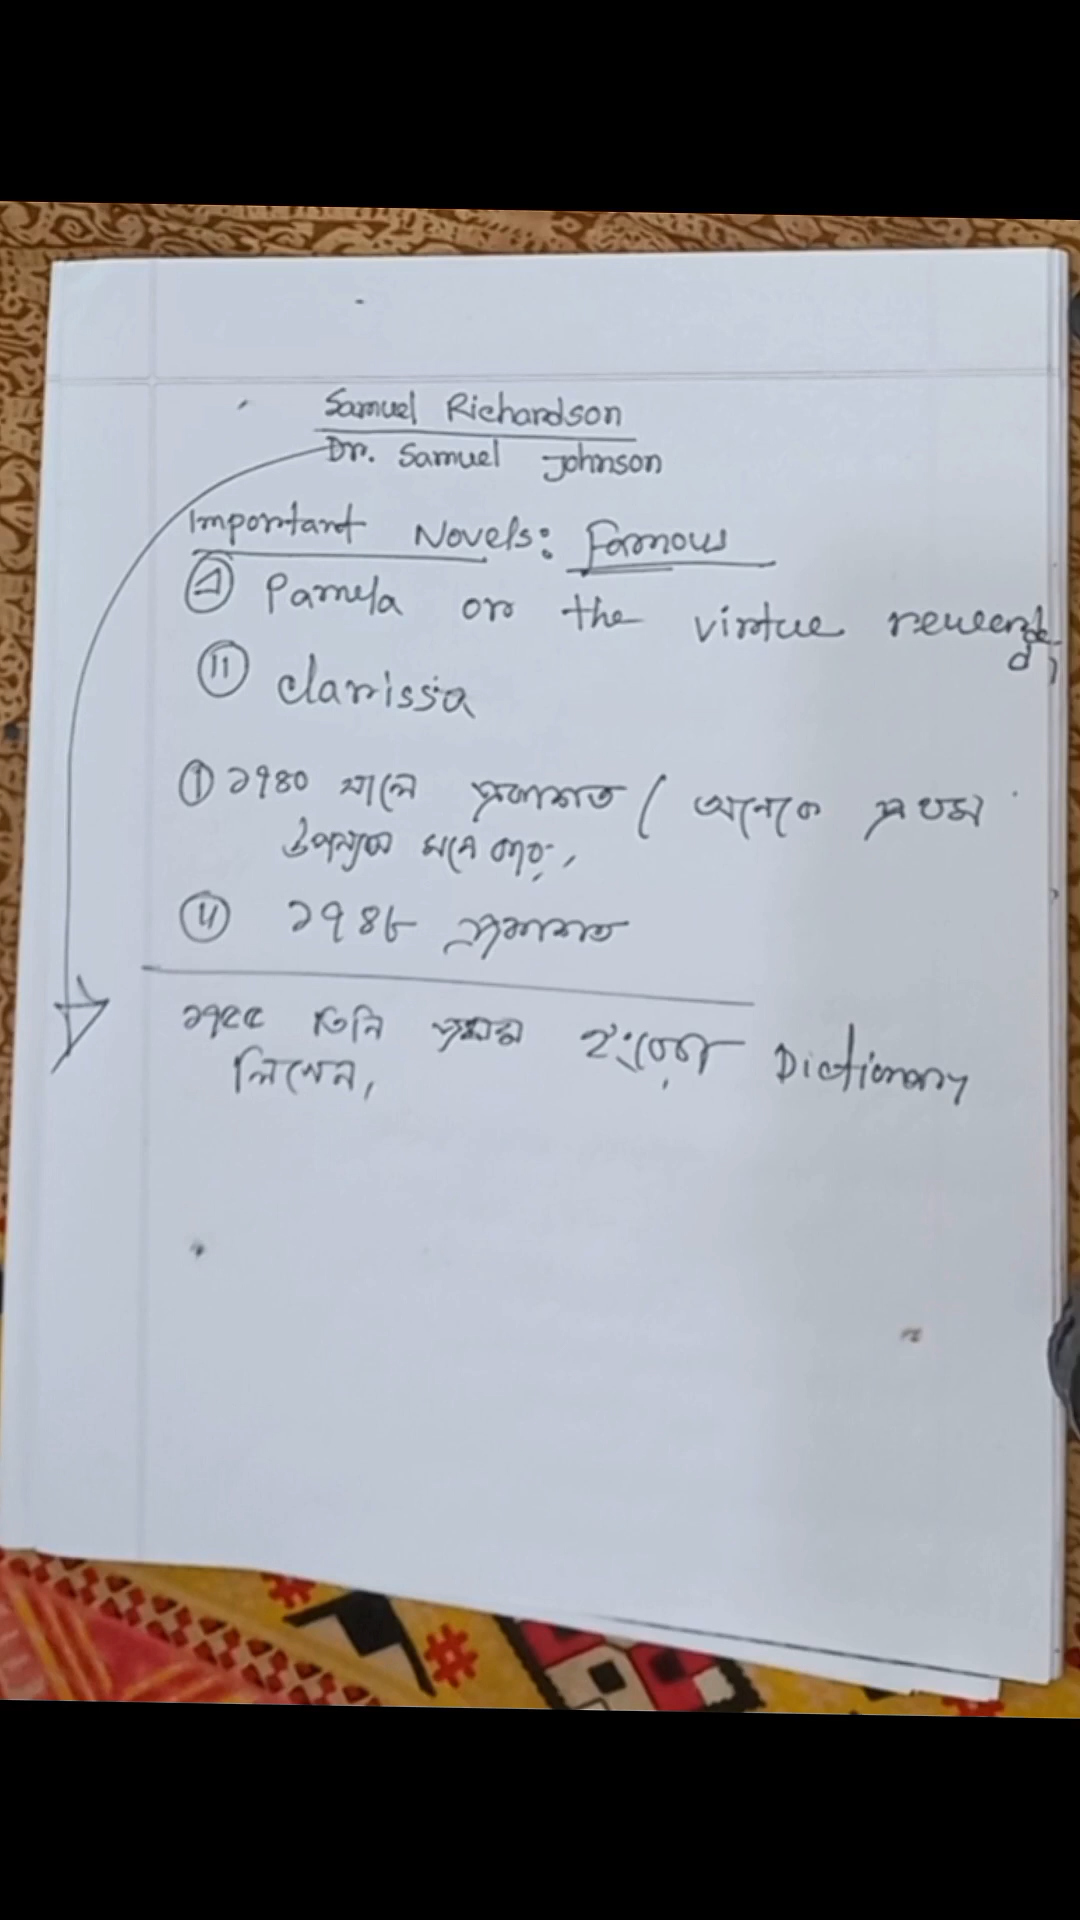 Samuel Richardson
Dr. Samuel Johnson
Important Novels: Famous
I Pamela or the virtue rewarded
II clarissia
I ১৭৪০ সালে প্রকাশিত ( অনেকে প্রথম
উপন্যাস মনে করে,
II ১৭৪৮ প্রকাশিত
১৭৫৫ তিনি প্রথম ইংরেজী Dictionary
লিখেন,